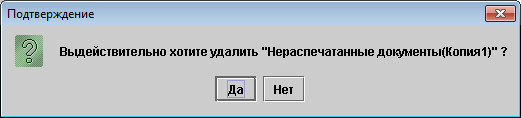 Подтверждение
Выдействительно хотите удалить "Нераспечатанные документы(Копия1)" ?
Да Нет